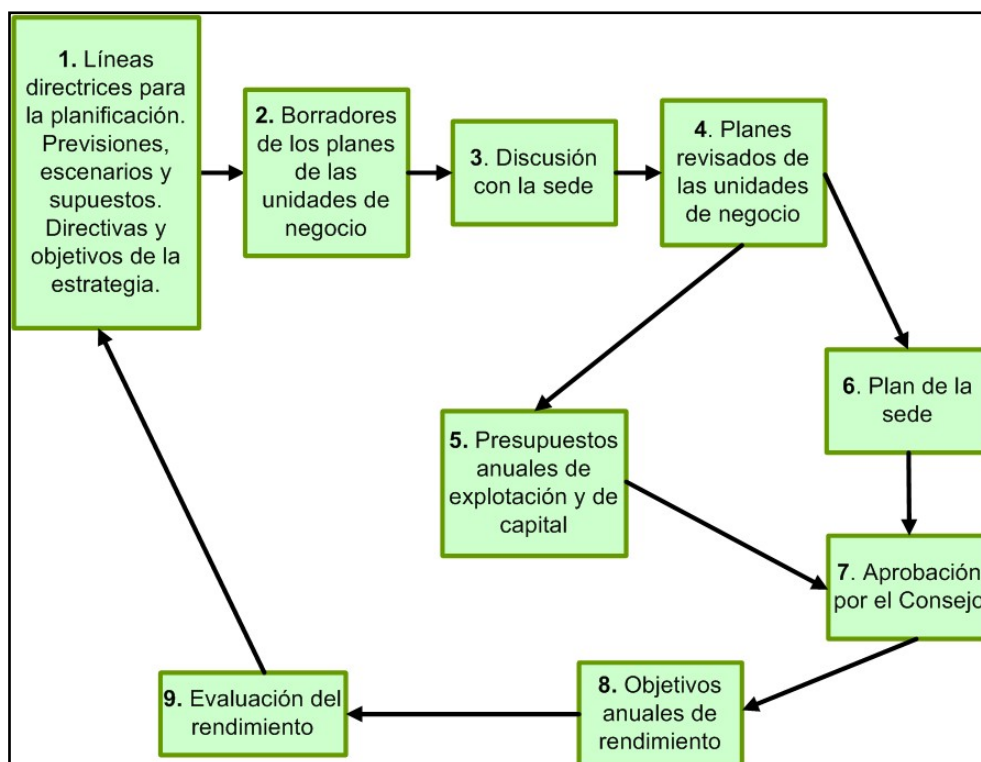 1. Líneas
directrices para
la planificación.
Previsiones,
escenarios y
supuestos.
Directivas y
objetivos de la
estrategia.
2. Borradores
de los planes
de las
unidades de
negocio
3. Discusión
con la sede
4. Planes
revisados de
las unidades
de negocio
5. Presupuestos
anuales de
explotación y de
capital
6. Plan de la
sede
7. Aprobación
por el Consejo
8. Objetivos
anuales de
rendimiento
9. Evaluación del
rendimiento